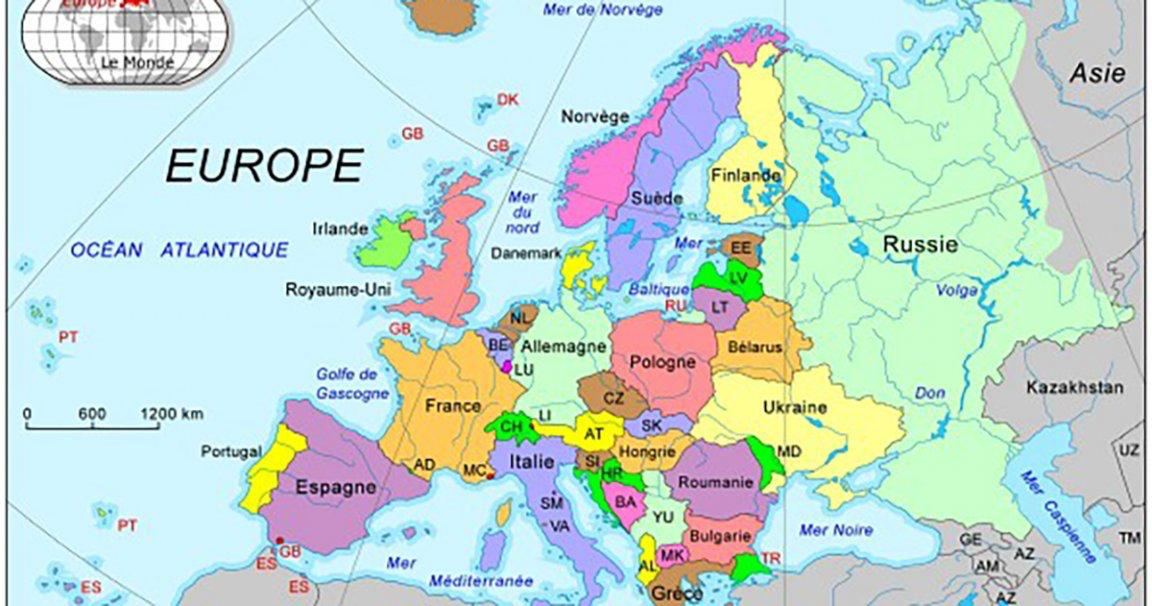 Europe
Le Monde
Mer de Norvège
Asie
DK
GB
Norvège
GB
EUROPE
Finlande
Mer
du
nord
Suède
Irlande
OCÉAN ATLANTIQUE
Danemark
Mer
Baltique
EE
Russie
LV
Royaume-Uni
RU
LT
Volga
PT
GB
NL
BE
Allemagne
LU
Pologne
Bélarus
Golfe de
Gascogne
0 600 1200 km
France
LI
CZ
Ukraine
Don
Kazakhstan
CH
AT
SK
Portugal
AD
MC
Italie
SI
HR
Hongrie
MD
UZ
Espagne
SM
VA
BA
YU
Roumanie
Mer Caspienne
PT
GB
ES
ES
ES
Mer
Méditerranée
AL
MK
Bulgarie
Grèce
TR
Mer Noire
GE
AZ
AM
AZ
TM